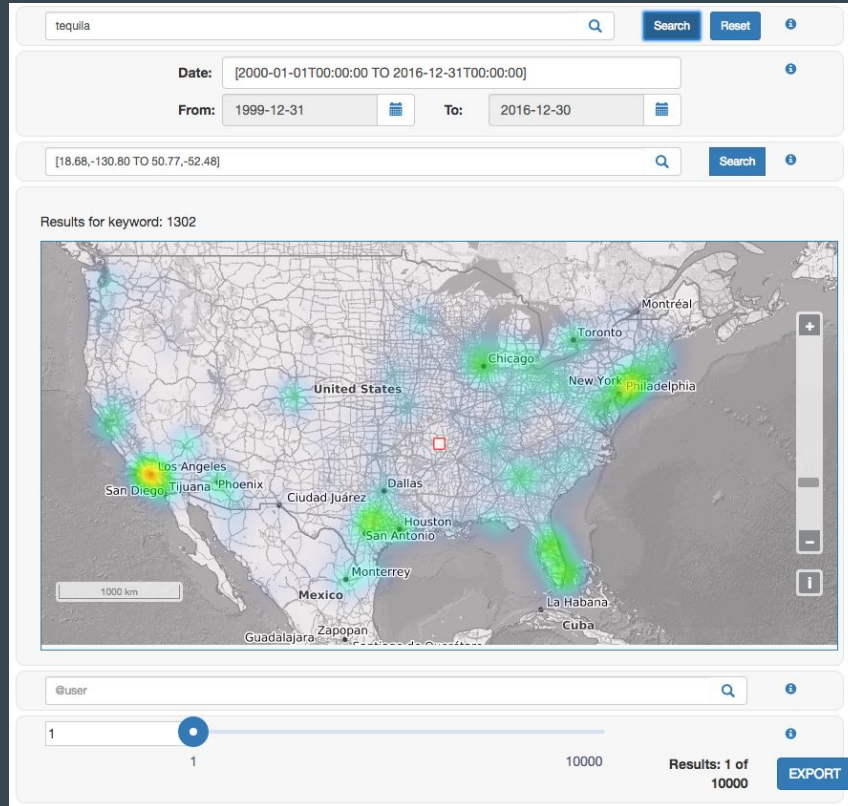 tequila
Search
Reset
Date:
[2000-01-01T00:00:00 TO 2016-12-31T00:00:00]
From:
1999-12-31
To:
2016-12-30
[18.68,-130.80 TO 50.77,-52.48]
Search
Results for keyword: 1302
Montréal
Toronto
Chicago
New York
Philadelphia
United States
Los Angeles
San Diego
Tijuana
Phoenix
Ciudad Juárez
Dallas
Houston
San Antonio
Monterrey
1000 km
Mexico
La Habana
Cuba
Zapopan
Guadalajara
+
−
i
@user
1
1
10000
Results: 1 of
10000
EXPORT